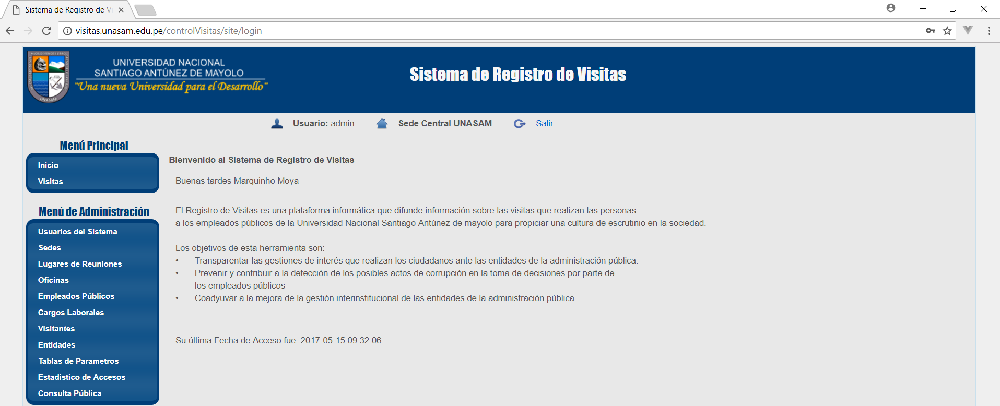 Sistema de Registro de Vi
visitas.unasam.edu.pe/controlVisitas/site/login
UNIVERSIDAD NACIONAL
SANTIAGO ANTÚNEZ DE MAYOLO
"Una nueva Universidad para el Desarrollo"
UNASAM
Sistema de Registro de Visitas
Usuario: admin
Sede Central UNASAM
Salir
Menú Principal
Inicio
Visitas
Menú de Administración
Usuarios del Sistema
Sedes
Lugares de Reuniones
Oficinas
Empleados Públicos
Cargos Laborales
Visitantes
Entidades
Tablas de Parametros
Estadistico de Accesos
Consulta Pública
Bienvenido al Sistema de Registro de Visitas
Buenas tardes Marquinho Moya
El Registro de Visitas es una plataforma informática que difunde información sobre las visitas que realizan las personas
a los empleados públicos de la Universidad Nacional Santiago Antúnez de mayolo para propiciar una cultura de escrutinio en la sociedad.
Los objetivos de esta herramienta son:
• Transparentar las gestiones de interés que realizan los ciudadanos ante las entidades de la administración pública.
• Prevenir y contribuir a la detección de los posibles actos de corrupción en la toma de decisiones por parte de
los empleados públicos
• Coadyuvar a la mejora de la gestión interinstitucional de las entidades de la administración pública.
Su última Fecha de Acceso fue: 2017-05-15 09:32:06